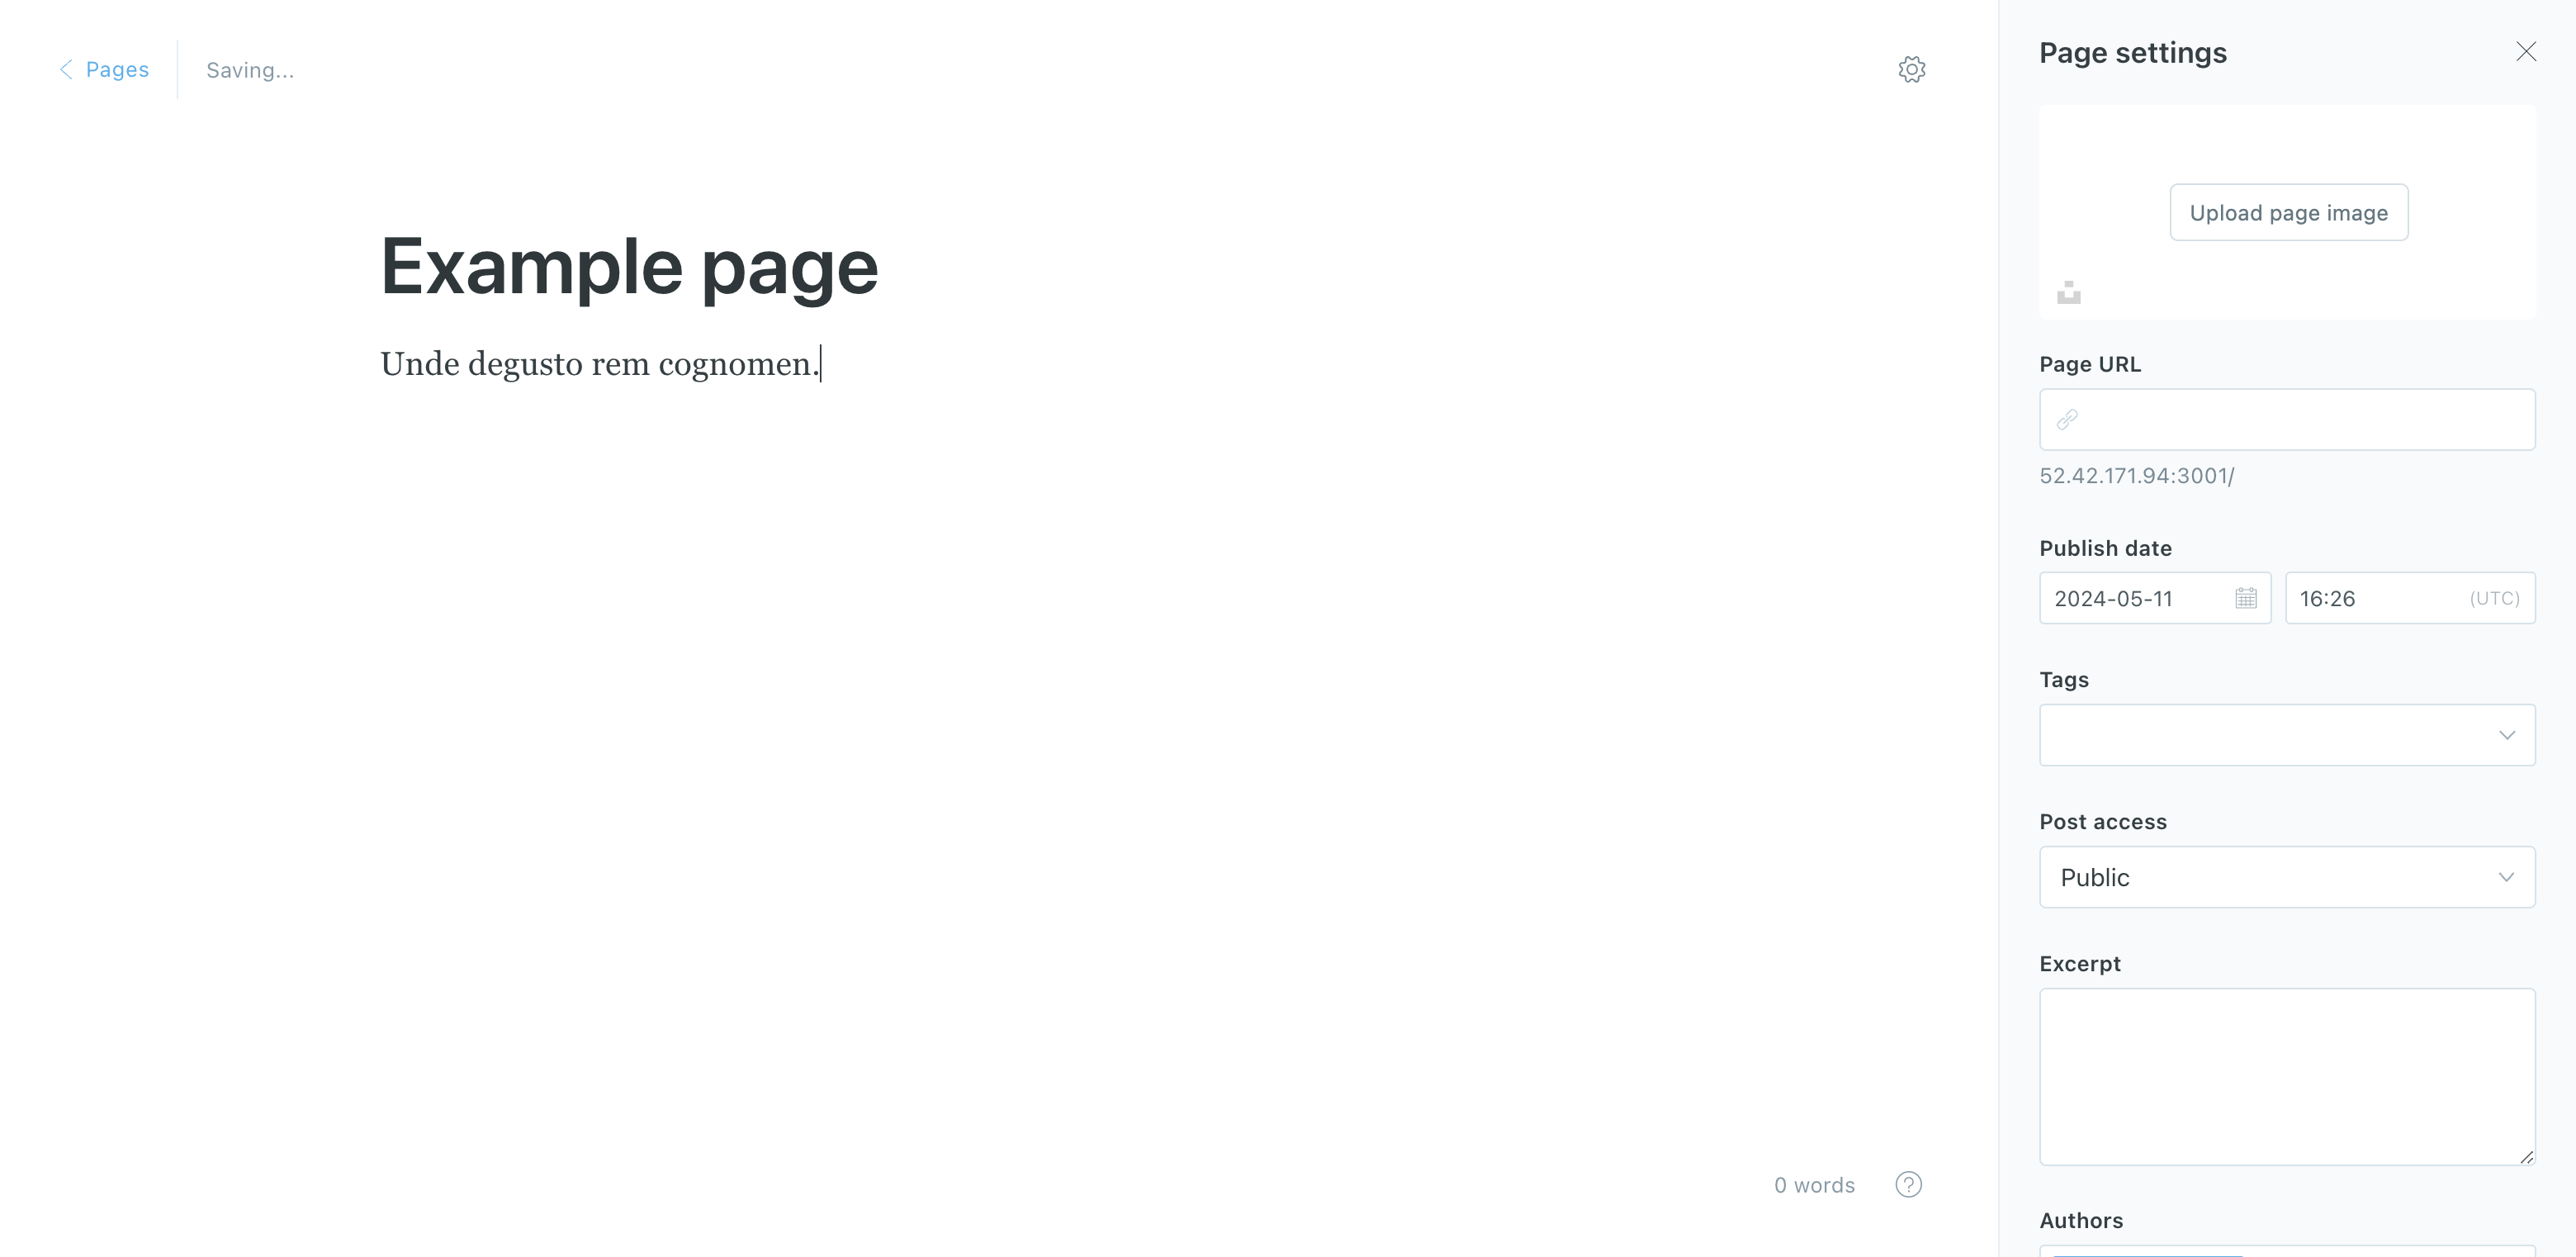 Pages
Saving...
Example page
Unde degusto rem cognomen.
0 words
?
Page settings
Upload page image
Page URL
52.42.171.94:3001/
Publish date
2024-05-11
16:26 (UTC)
Tags
Post access
Public
Excerpt
Authors